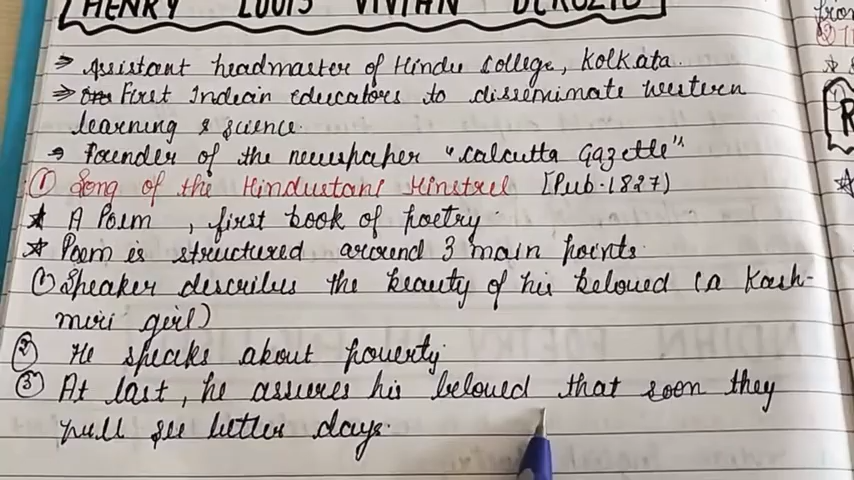 HENRY LOUIS VIVIAN DEROZIO
→ Assistant headmaster of Hindu College, Kolkata.
→ First Indian educators to disseminate western
learning & science.
→ Founder of the newspaper "Calcutta Gazette".
① Song of the Hindustani Minstrel [Pub. 1827)
★ A Poem, first book of poetry.
★ Poem is structured around 3 main points.
① Speaker describes the beauty of his beloved (a Kash-
miri girl)
② He speaks about poverty.
③ At last, he assures his beloved that soon they
will see better days.
from